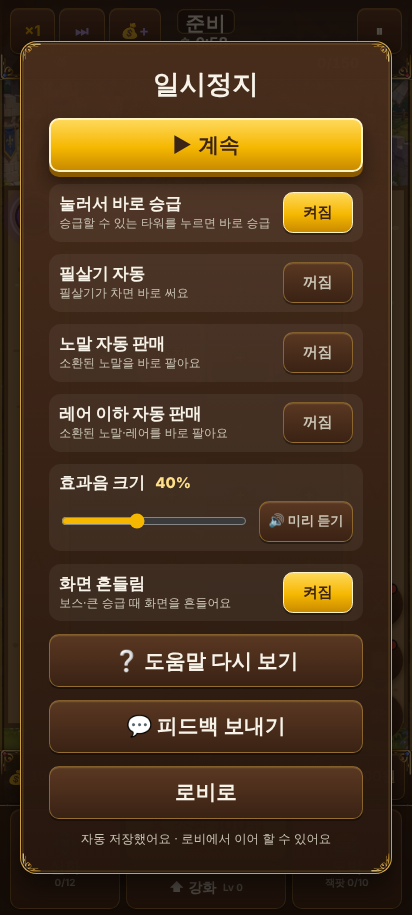 ×1
준비
일시정지
▶ 계속
눌러서 바로 승급
승급할 수 있는 타워를 누르면 바로 승급
켜짐
필살기 자동
필살기가 차면 바로 써요
꺼짐
노말 자동 판매
소환된 노말을 바로 팔아요
꺼짐
레어 이하 자동 판매
소환된 노말·레어를 바로 팔아요
꺼짐
효과음 크기 40%
🔊 미리 듣기
화면 흔들림
보스·큰 승급 때 화면을 흔들어요
켜짐
❔ 도움말 다시 보기
💬 피드백 보내기
로비로
자동 저장했어요 · 로비에서 이어 할 수 있어요
0/12
강화 Lv 0
잭팟 0/10